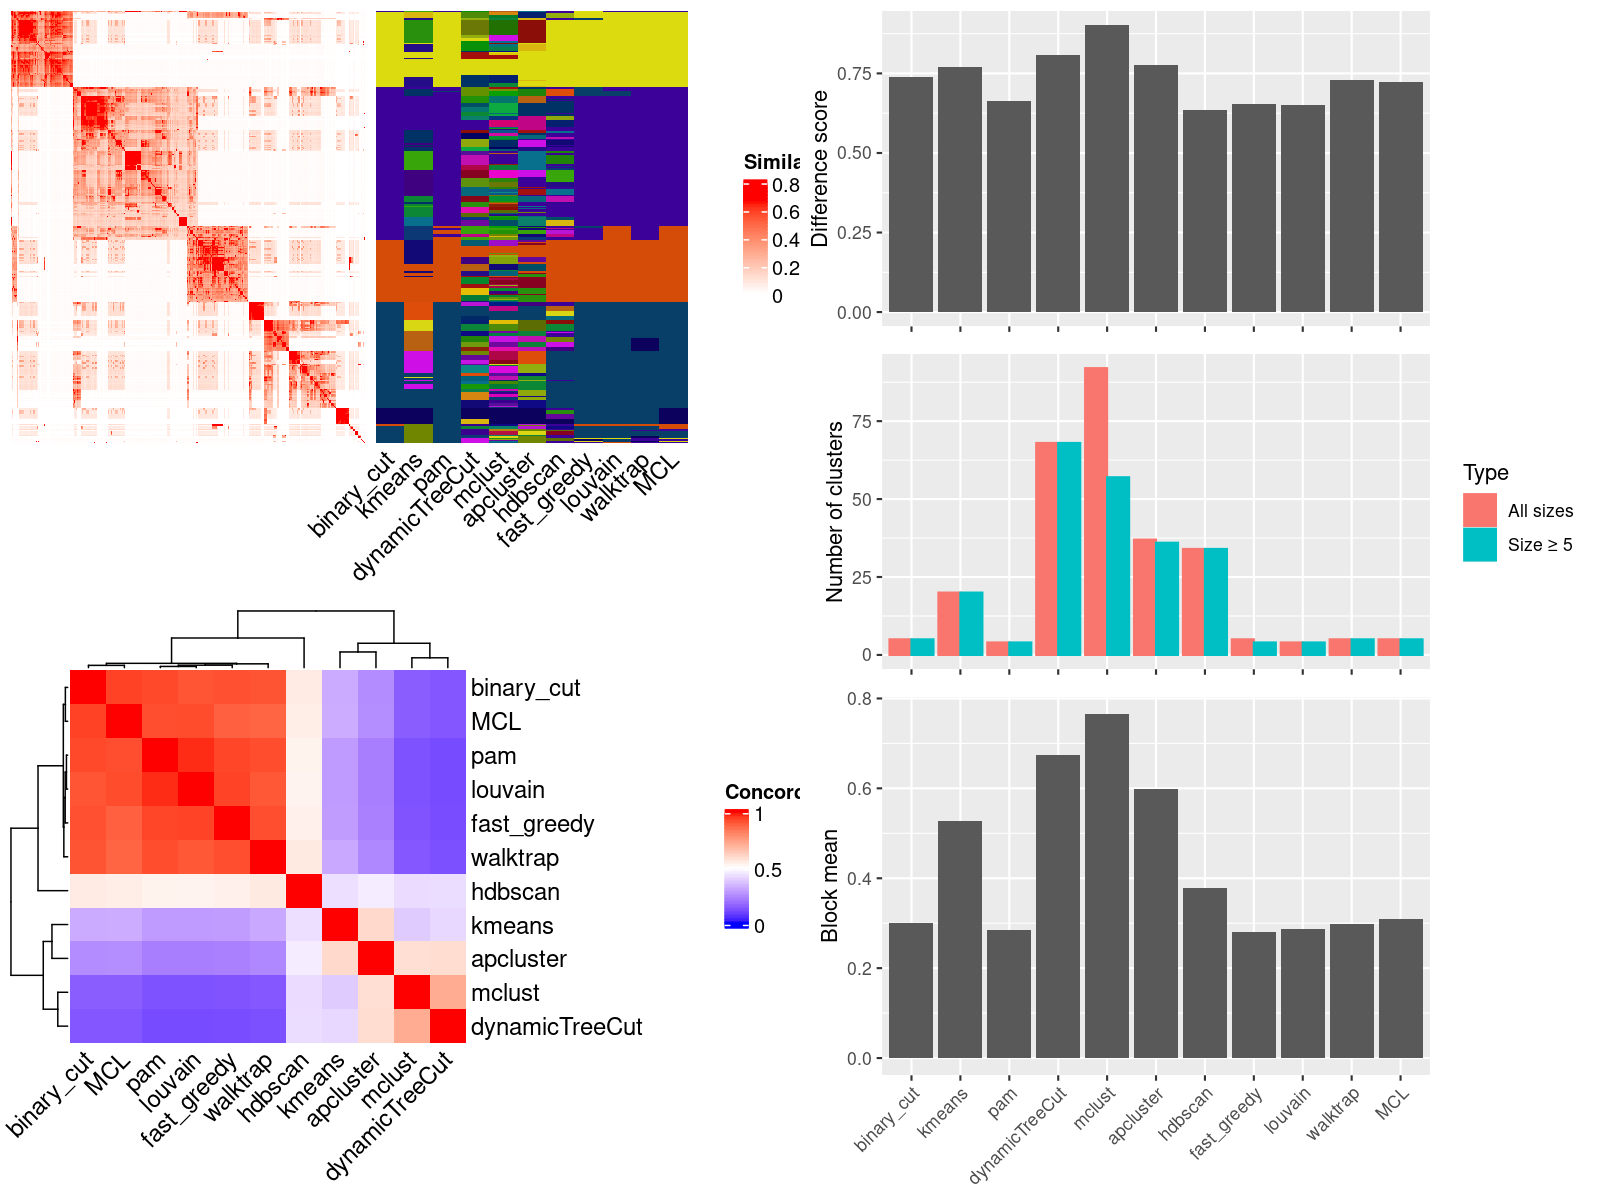 Simila
0.8
0.6
0.4
0.2
0
binary_cut
kmeans
pam
dynamicTreeCut
mclust
apcluster
hdbscan
fast_greedy
louvain
walktrap
MCL
binary_cut
MCL
pam
louvain
fast_greedy
walktrap
hdbscan
kmeans
apcluster
mclust
dynamicTreeCut
binary_cut
MCL
pam
louvain
fast_greedy
walktrap
hdbscan
kmeans
apcluster
mclust
dynamicTreeCut
Concord
1
0.5
0
Difference score
0.75
0.50
0.25
0.00
Number of clusters
75
50
25
0
Type
All sizes
Size ≥ 5
Block mean
0.8
0.6
0.4
0.2
0.0
binary_cut
kmeans
pam
dynamicTreeCut
mclust
apcluster
hdbscan
fast_greedy
louvain
walktrap
MCL